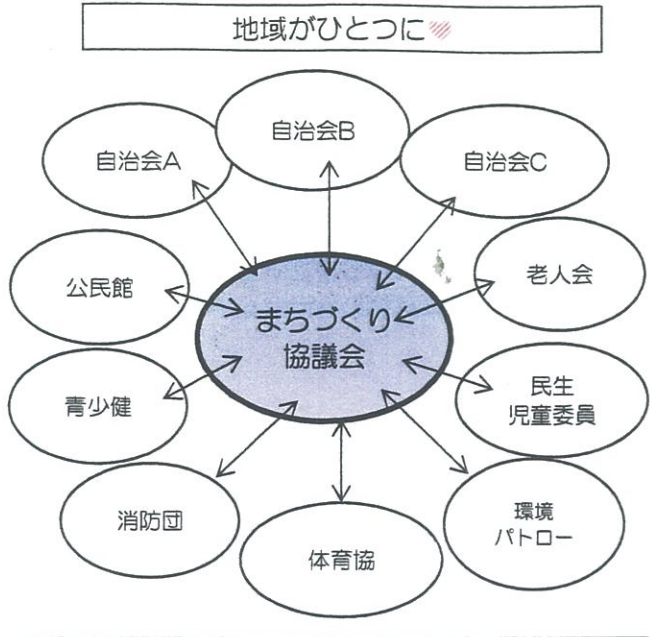 地域がひとつに
自治会A
自治会B
自治会C
公民館
まちづくり
協議会
老人会
青少健
民生
児童委員
消防団
体育協
環境
パトロー